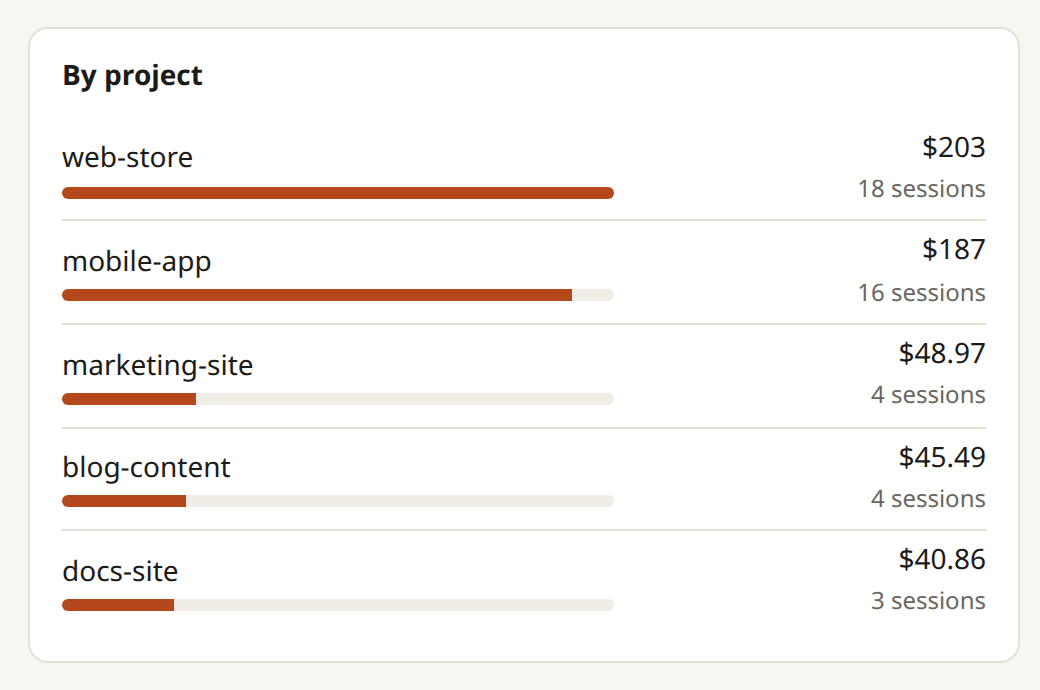 By project
web-store
$203
18 sessions
mobile-app
$187
16 sessions
marketing-site
$48.97
4 sessions
blog-content
$45.49
4 sessions
docs-site
$40.86
3 sessions